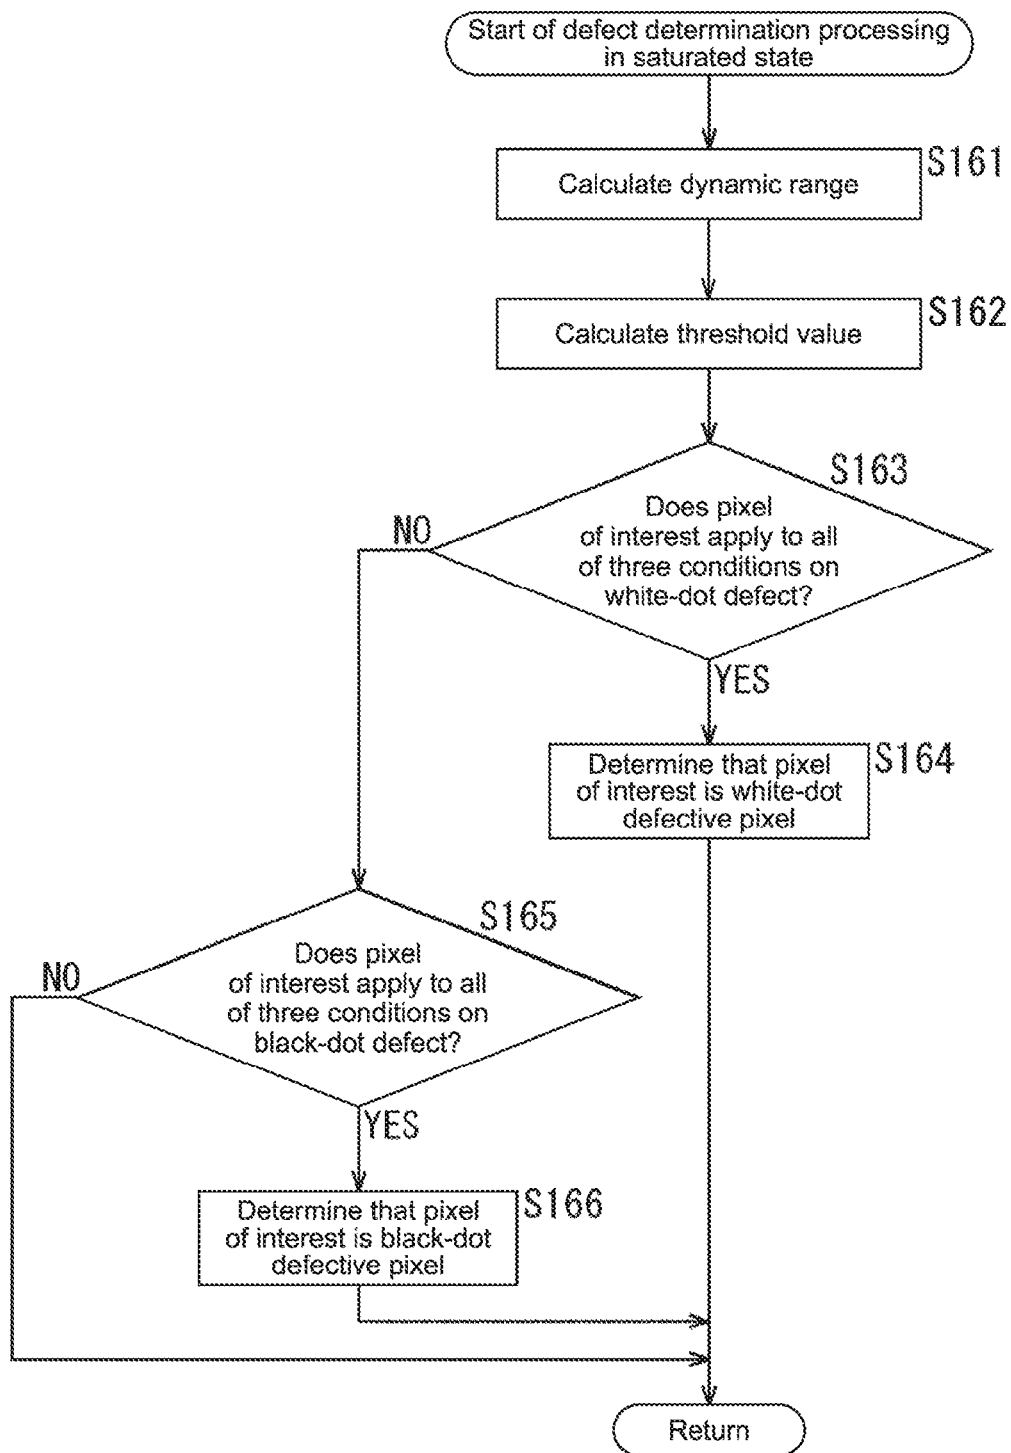 Start of defect determination processing
in saturated state
S161
Calculate dynamic range
S162
Calculate threshold value
S163
Does pixel
of interest apply to all
of three conditions on
white-dot defect?
NO
YES
S164
Determine that pixel
of interest is white-dot
defective pixel
S165
Does pixel
of interest apply to all
of three conditions on
black-dot defect?
NO
YES
S166
Determine that pixel
of interest is black-dot
defective pixel
Return